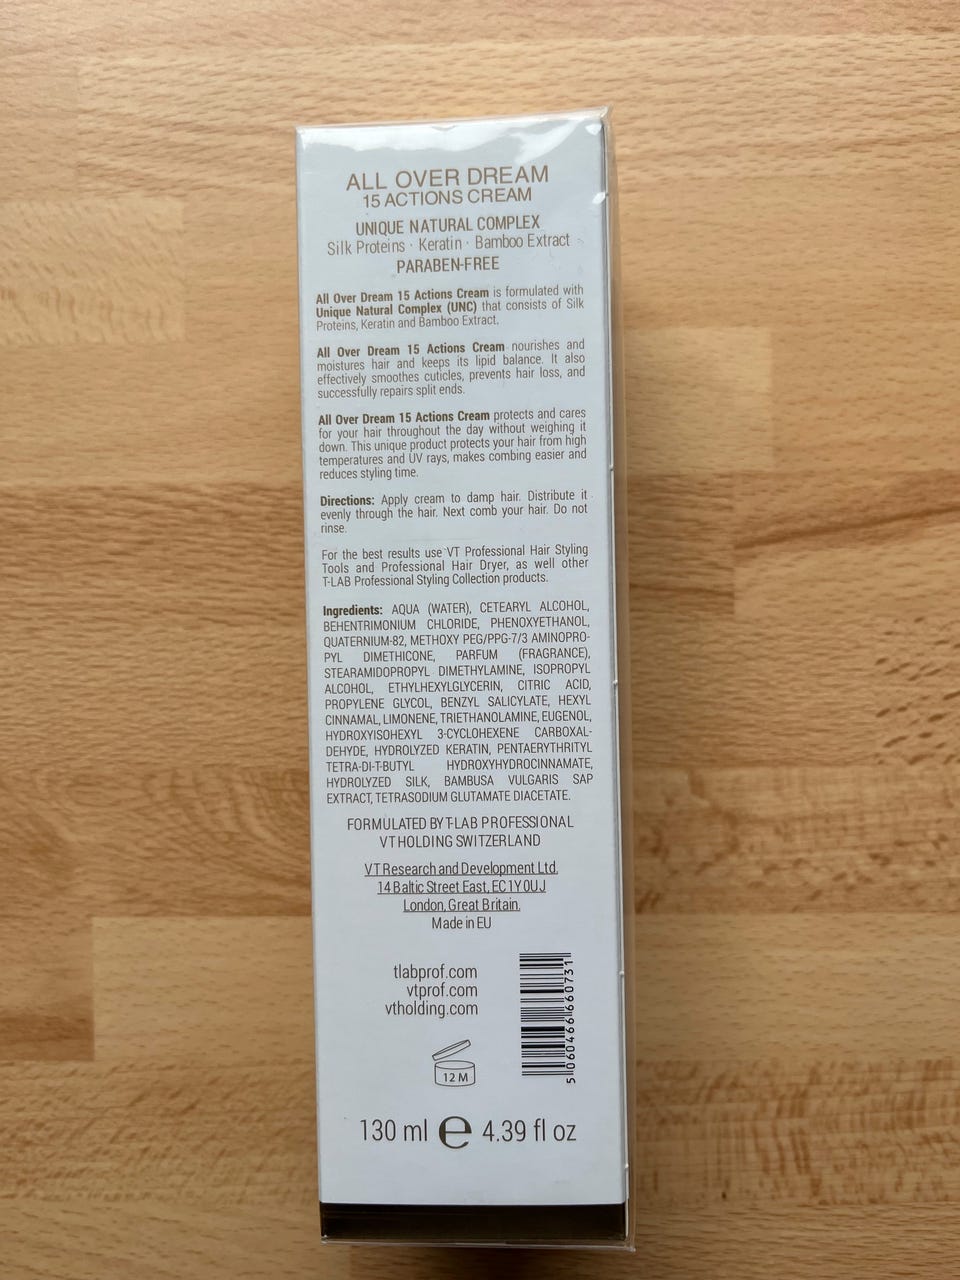 ALL OVER DREAM
15 ACTIONS CREAM
UNIQUE NATURAL COMPLEX
Silk Proteins · Keratin · Bamboo Extract
PARABEN-FREE
All Over Dream 15 Actions Cream is formulated with
Unique Natural Complex (UNC) that consists of Silk
Proteins, Keratin and Bamboo Extract.
All Over Dream 15 Actions Cream nourishes and
moistures hair and keeps its lipid balance. It also
effectively smoothes cuticles, prevents hair loss, and
successfully repairs split ends.
All Over Dream 15 Actions Cream protects and cares
for your hair throughout the day without weighing it
down. This unique product protects your hair from high
temperatures and UV rays, makes combing easier and
reduces styling time.
Directions: Apply cream to damp hair. Distribute it
evenly through the hair. Next comb your hair. Do not
rinse.
For the best results use VT Professional Hair Styling
Tools and Professional Hair Dryer, as well other
T-LAB Professional Styling Collection products.
Ingredients: AQUA (WATER), CETEARYL ALCOHOL,
BEHENTRIMONIUM CHLORIDE, PHENOXYETHANOL,
QUATERNIUM-82, METHOXY PEG/PPG-7/3 AMINOPRO-
PYL DIMETHICONE, PARFUM (FRAGRANCE),
STEARAMIDOPROPYL DIMETHYLAMINE, ISOPROPYL
ALCOHOL, ETHYLHEXYLGLYCERIN, CITRIC ACID,
PROPYLENE GLYCOL, BENZYL SALICYLATE, HEXYL
CINNAMAL, LIMONENE, TRIETHANOLAMINE, EUGENOL,
HYDROXYISOHEXYL 3-CYCLOHEXENE CARBOXAL-
DEHYDE, HYDROLYZED KERATIN, PENTAERYTHRITYL
TETRA-DI-T-BUTYL HYDROXYHYDROCINNAMATE,
HYDROLYZED SILK, BAMBUSA VULGARIS SAP
EXTRACT, TETRASODIUM GLUTAMATE DIACETATE.
FORMULATED BY T-LAB PROFESSIONAL
VT HOLDING SWITZERLAND
VT Research and Development Ltd.
14 Baltic Street East, EC1Y 0UJ
London, Great Britain.
Made in EU
tlabprof.com
vtprof.com
vtholding.com
5 060466 660731
12 M
130 ml e 4.39 fl oz